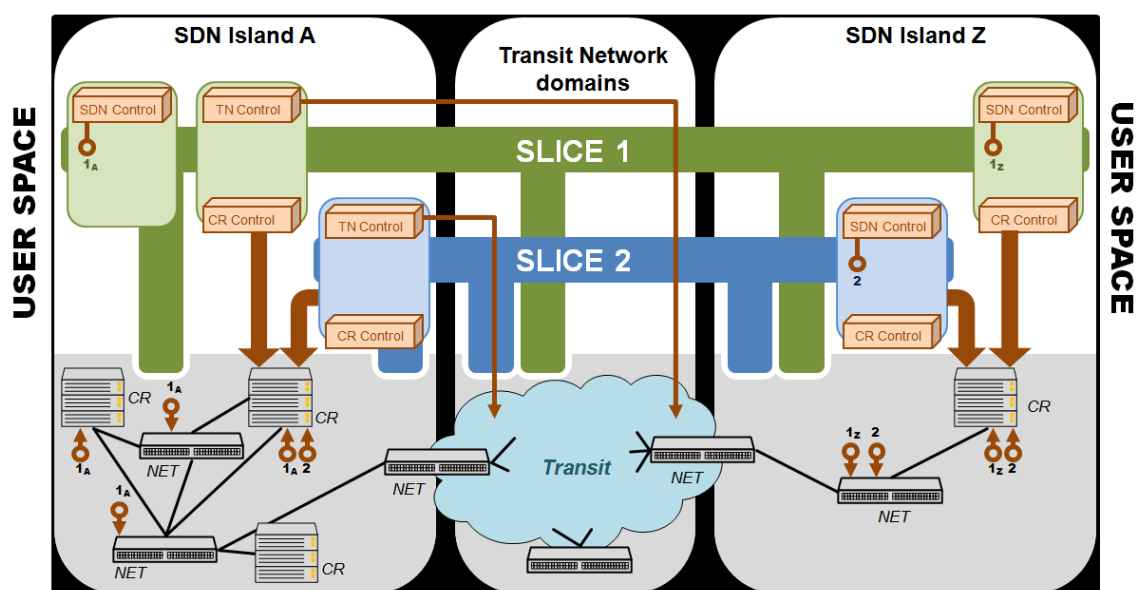 SDN Island A
Transit Network
domains
SDN Island Z
USER SPACE
USER SPACE
SDN Control
TN Control
SDN Control
1A
SLICE 1
1Z
CR Control
TN Control
SDN Control
CR Control
SLICE 2
2
CR Control
CR Control
CR
1A
CR
CR
1A
NET
1A 2
1Z 2
1Z 2
Transit
NET
NET
NET
1A
NET
CR